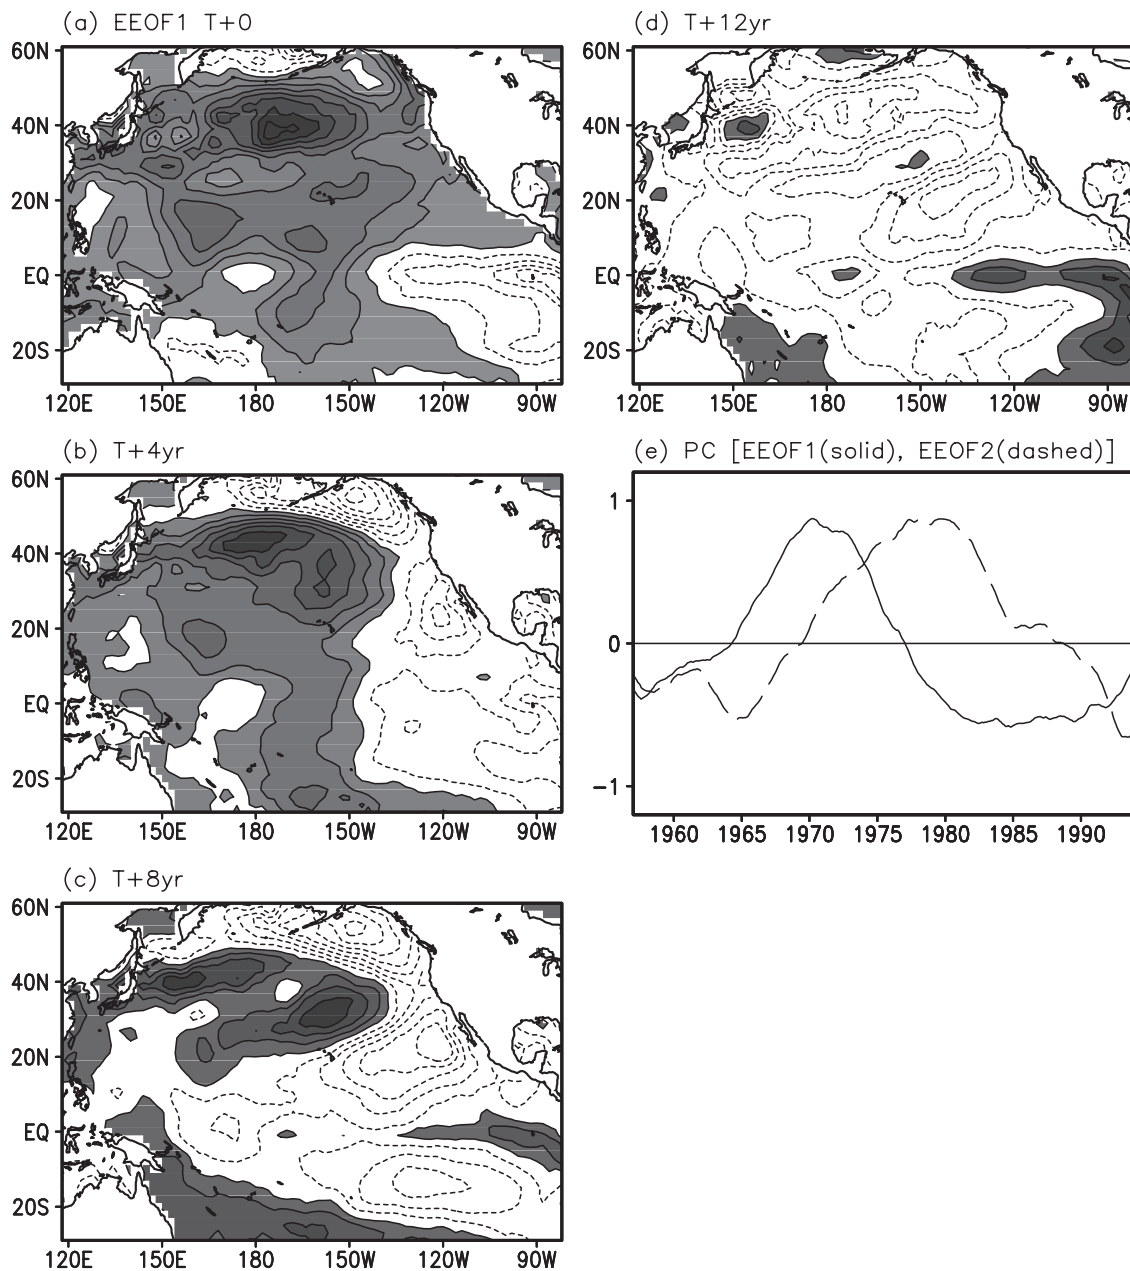 (a) EEOF1 T+0
60N
40N
20N
EQ
20S
120E 150E 180 150W 120W 90W
(b) T+4yr
60N
40N
20N
EQ
20S
120E 150E 180 150W 120W 90W
(c) T+8yr
60N
40N
20N
EQ
20S
120E 150E 180 150W 120W 90W
(d) T+12yr
60N
40N
20N
EQ
20S
120E 150E 180 150W 120W 90W
(e) PC [EEOF1(solid), EEOF2(dashed)]
1
0
-1
1960 1965 1970 1975 1980 1985 1990